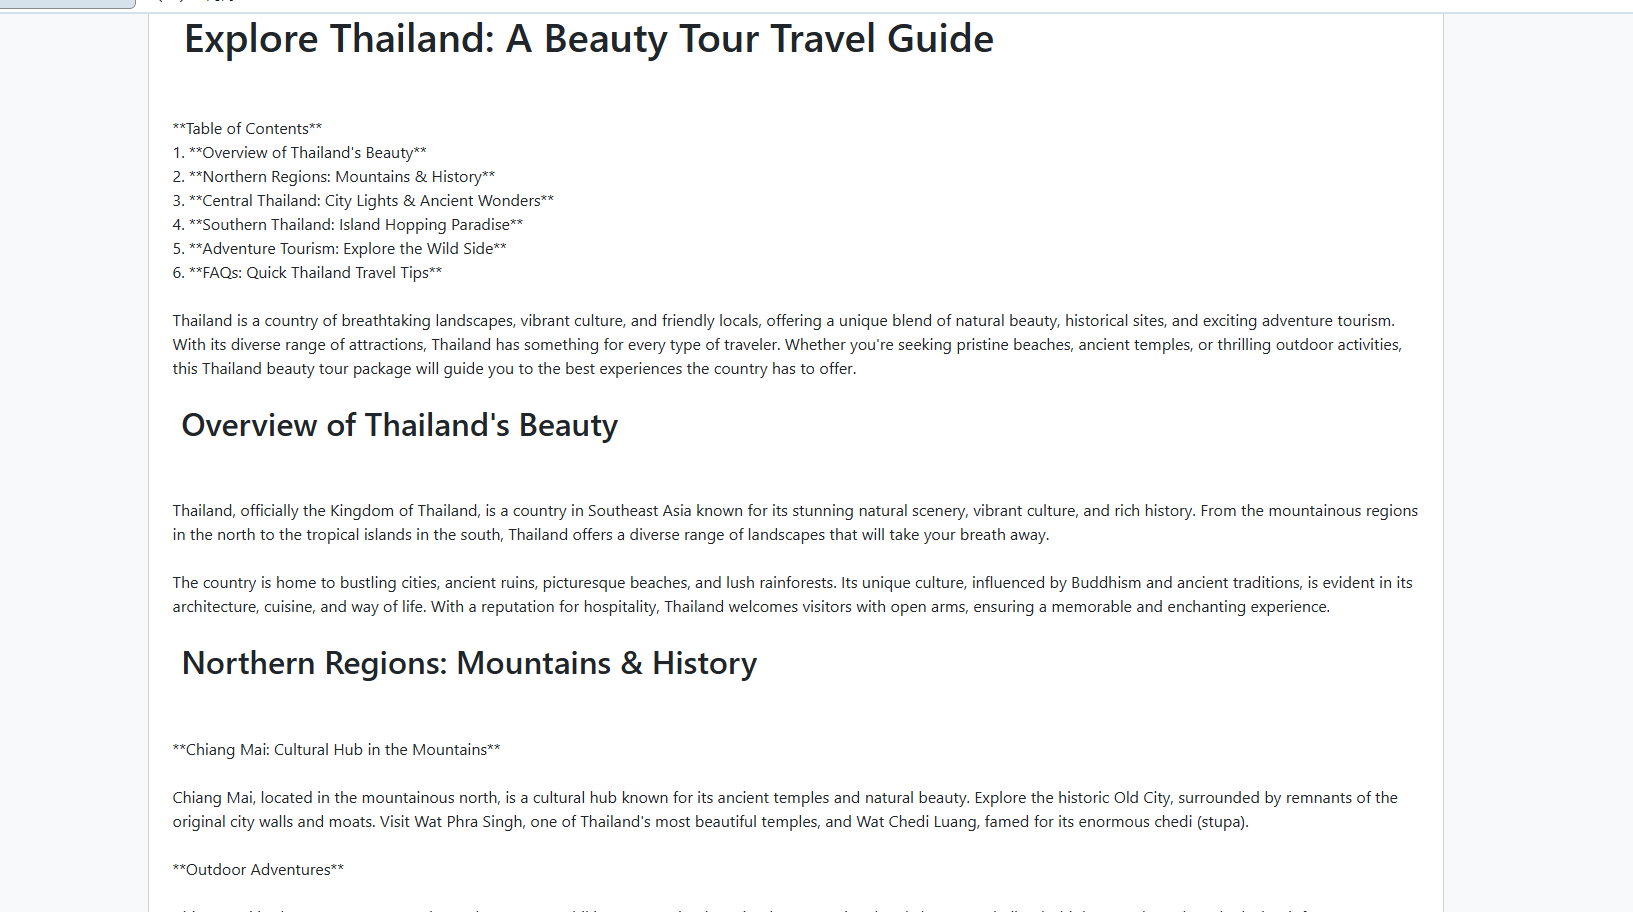 Explore Thailand: A Beauty Tour Travel Guide
**Table of Contents**
1. **Overview of Thailand's Beauty**
2. **Northern Regions: Mountains & History**
3. **Central Thailand: City Lights & Ancient Wonders**
4. **Southern Thailand: Island Hopping Paradise**
5. **Adventure Tourism: Explore the Wild Side**
6. **FAQs: Quick Thailand Travel Tips**
Thailand is a country of breathtaking landscapes, vibrant culture, and friendly locals, offering a unique blend of natural beauty, historical sites, and exciting adventure tourism.
With its diverse range of attractions, Thailand has something for every type of traveler. Whether you're seeking pristine beaches, ancient temples, or thrilling outdoor activities,
this Thailand beauty tour package will guide you to the best experiences the country has to offer.
Overview of Thailand's Beauty
Thailand, officially the Kingdom of Thailand, is a country in Southeast Asia known for its stunning natural scenery, vibrant culture, and rich history. From the mountainous regions
in the north to the tropical islands in the south, Thailand offers a diverse range of landscapes that will take your breath away.
The country is home to bustling cities, ancient ruins, picturesque beaches, and lush rainforests. Its unique culture, influenced by Buddhism and ancient traditions, is evident in its
architecture, cuisine, and way of life. With a reputation for hospitality, Thailand welcomes visitors with open arms, ensuring a memorable and enchanting experience.
Northern Regions: Mountains & History
**Chiang Mai: Cultural Hub in the Mountains**
Chiang Mai, located in the mountainous north, is a cultural hub known for its ancient temples and natural beauty. Explore the historic Old City, surrounded by remnants of the
original city walls and moats. Visit Wat Phra Singh, one of Thailand's most beautiful temples, and Wat Chedi Luang, famed for its enormous chedi (stupa).
**Outdoor Adventures**